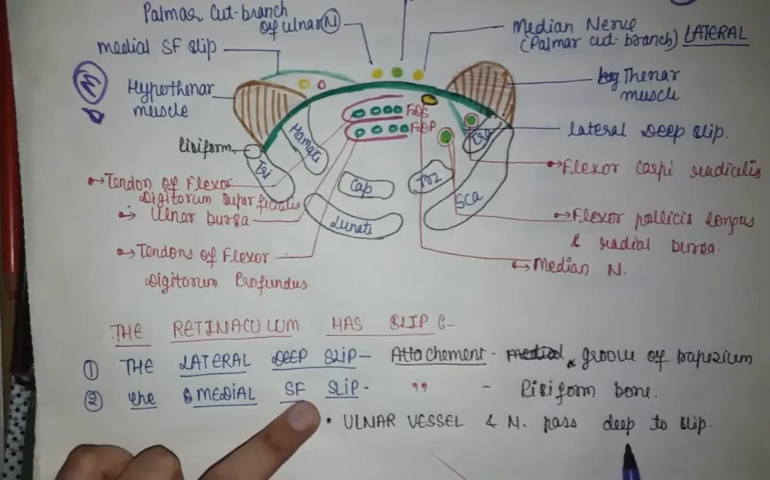 Palmar Cut-branch
of ulnar N
medial SF slip
Median Nerve
(Palmar cut-branch) LATERAL
Hypothenar
muscle
Thenar
muscle
lateral Deep slip.
Pisiform
Tri
Hamate
FDS
FDP
Cap
Lunate
TRZ
Sca
Flexor carpi radialis
Tendon of Flexor
Digitorum Superficialis
Ulnar bursa
Flexor pollicis longus
& radial bursa.
Tendons of Flexor
Digitorum Profundus
Median N.
THE RETINACULUM HAS SLIP :-
① THE LATERAL DEEP SLIP - Attachement - groove of trapezium
② the MEDIAL SF SLIP - ,, - Pisiform bone.
• ULNAR VESSEL & N. pass deep to slip.